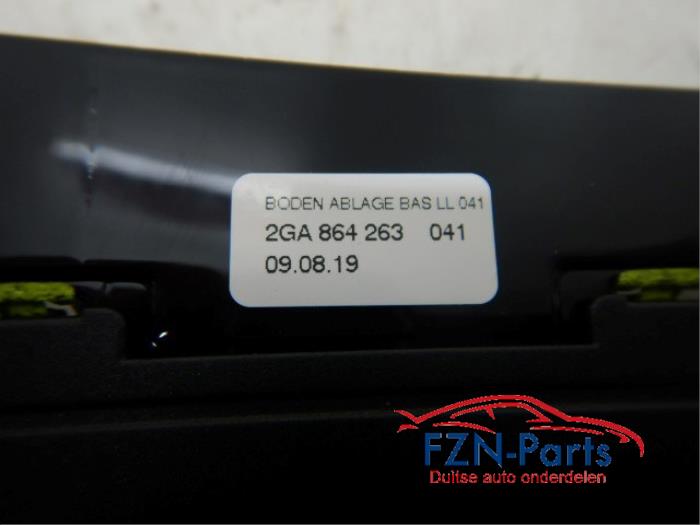 BODEN ABLAGE BAS LL 041
2GA 864 263 041
09.08.19
FZN-Parts
Duitse auto onderdelen